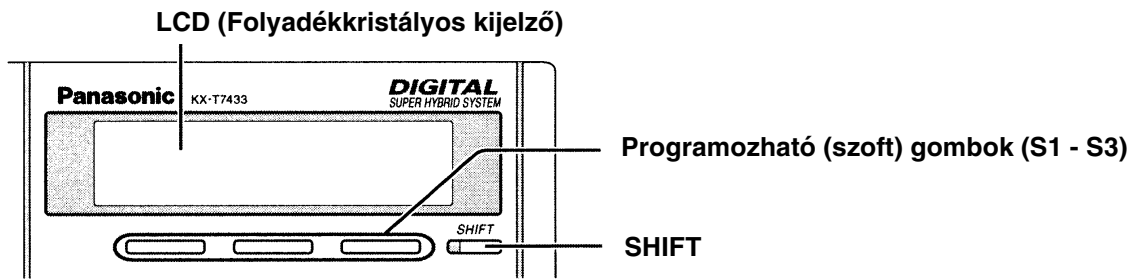 LCD (Folyadékkristályos kijelző)
Panasonic KX-T7433
DIGITAL
SUPER HYBRID SYSTEM
Programozható (szoft) gombok (S1 - S3)
SHIFT
SHIFT